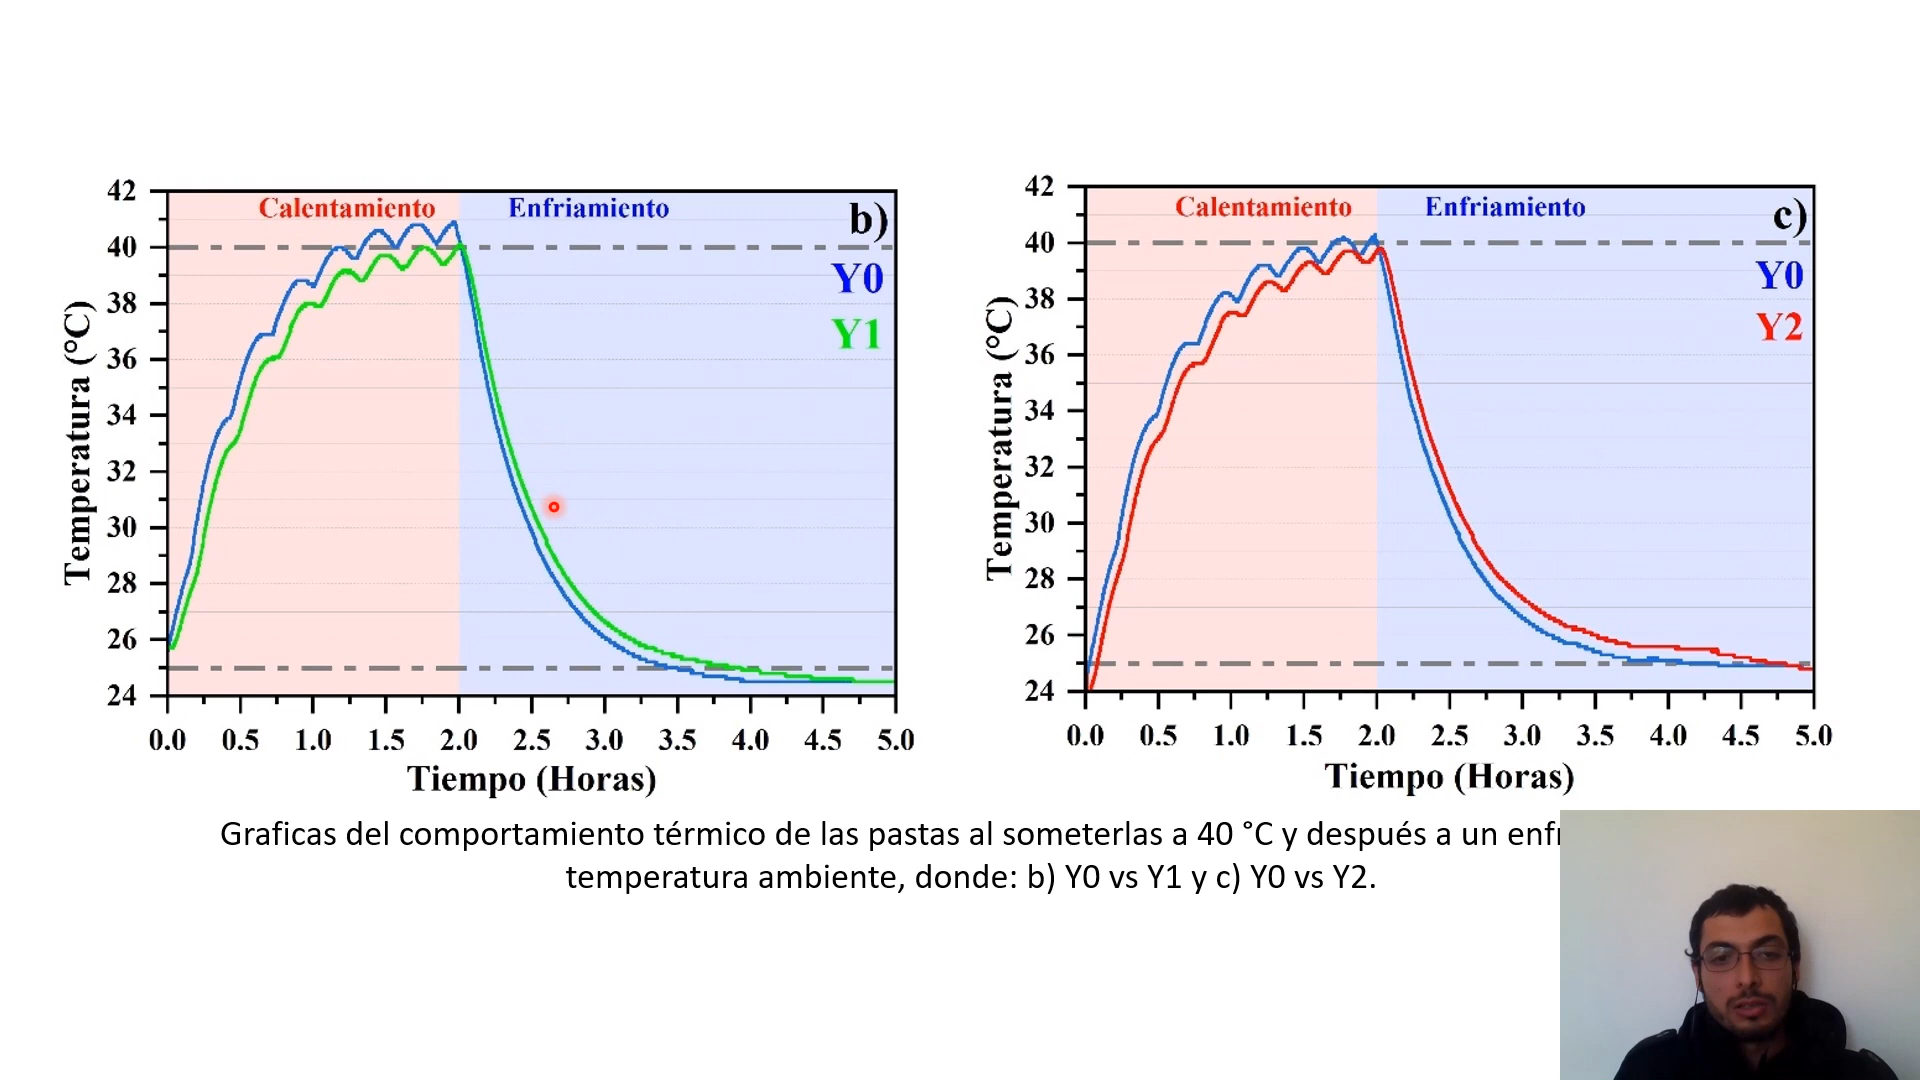 42
40
38
36
34
32
30
28
26
24
Temperatura (°C)
Calentamiento
Enfriamiento
b)
Y0
Y1
0.0 0.5 1.0 1.5 2.0 2.5 3.0 3.5 4.0 4.5 5.0
Tiempo (Horas)
42
40
38
36
34
32
30
28
26
24
Temperatura (°C)
Calentamiento
Enfriamiento
c)
Y0
Y2
0.0 0.5 1.0 1.5 2.0 2.5 3.0 3.5 4.0 4.5 5.0
Tiempo (Horas)
Graficas del comportamiento térmico de las pastas al someterlas a 40 °C y después a un
temperatura ambiente, donde: b) Y0 vs Y1 y c) Y0 vs Y2.